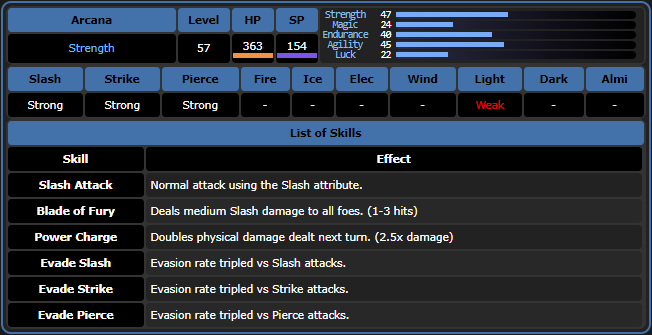 Arcana Level HP SP
Strength 57 363 154
Strength 47
Magic 24
Endurance 40
Agility 45
Luck 22
Slash Strike Pierce Fire Ice Elec Wind Light Dark Almi
Strong Strong Strong - - - - Weak - -
List of Skills
Skill Effect
Slash Attack Normal attack using the Slash attribute.
Blade of Fury Deals medium Slash damage to all foes. (1-3 hits)
Power Charge Doubles physical damage dealt next turn. (2.5x damage)
Evade Slash Evasion rate tripled vs Slash attacks.
Evade Strike Evasion rate tripled vs Strike attacks.
Evade Pierce Evasion rate tripled vs Pierce attacks.